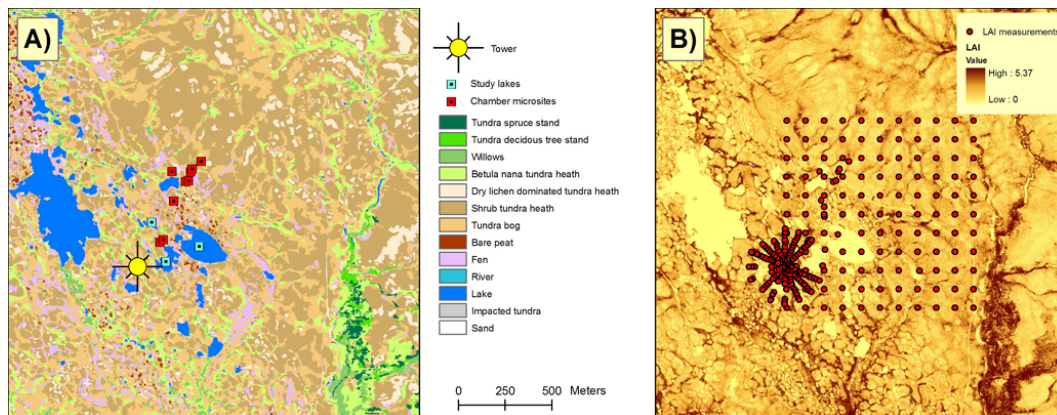 A)
Tower
Study lakes
Chamber microsites
Tundra spruce stand
Tundra decidous tree stand
Willows
Betula nana tundra heath
Dry lichen dominated tundra heath
Shrub tundra heath
Tundra bog
Bare peat
Fen
River
Lake
Impacted tundra
Sand
0 250 500 Meters
B)
LAI measurements
LAI
Value
High : 5.37
Low : 0